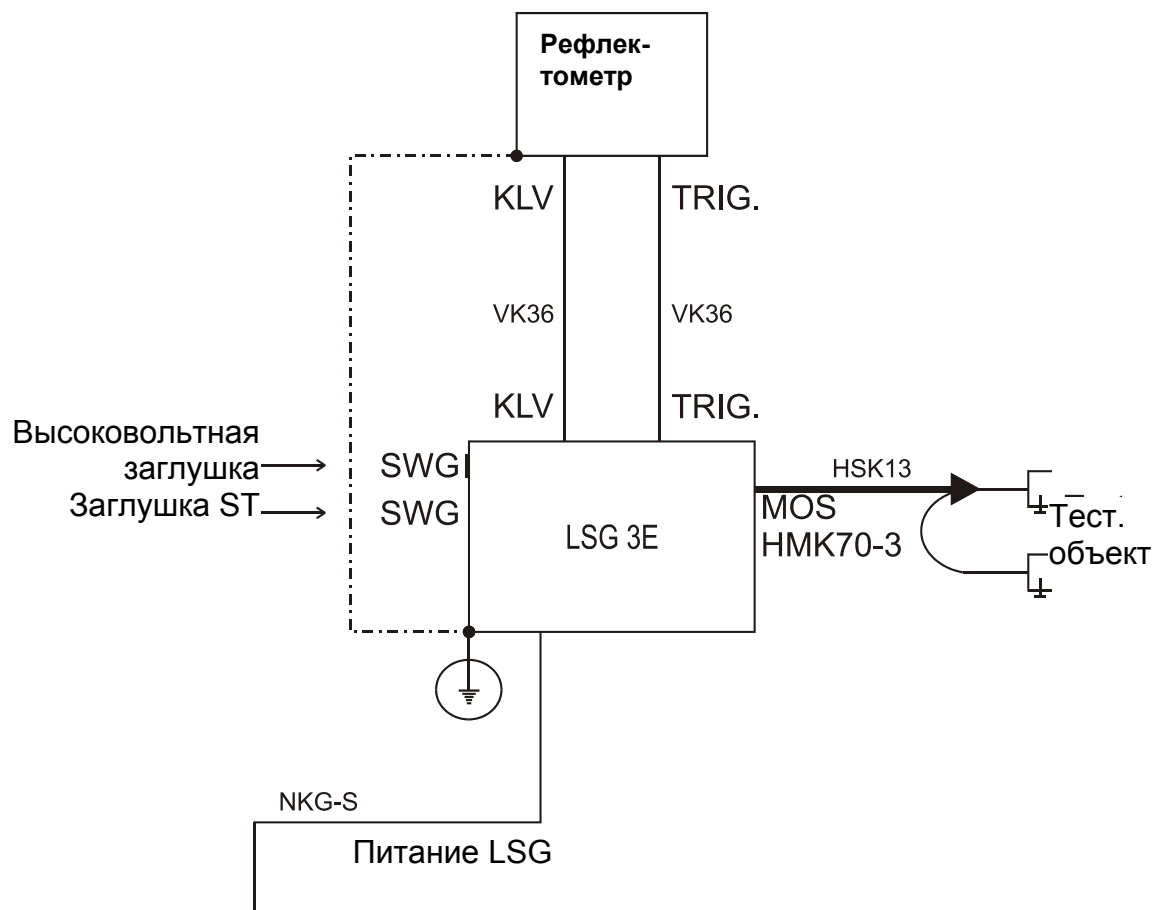 Рефлек-
тометр
KLV
TRIG.
VK36
VK36
KLV
TRIG.
Высоковольтная
заглушка
Заглушка ST
SWG
SWG
LSG 3E
HSK13
MOS
HMK70-3
Тест.
объект
NKG-S
Питание LSG